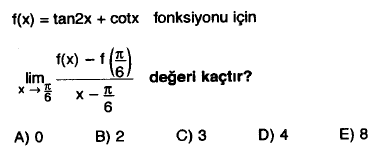 f(x) = tan2x + cotx fonksiyonu için
lim x → π/6 (f(x) – f(π/6)) / (x – π/6) değeri kaçtır?
A) 0 B) 2 C) 3 D) 4 E) 8